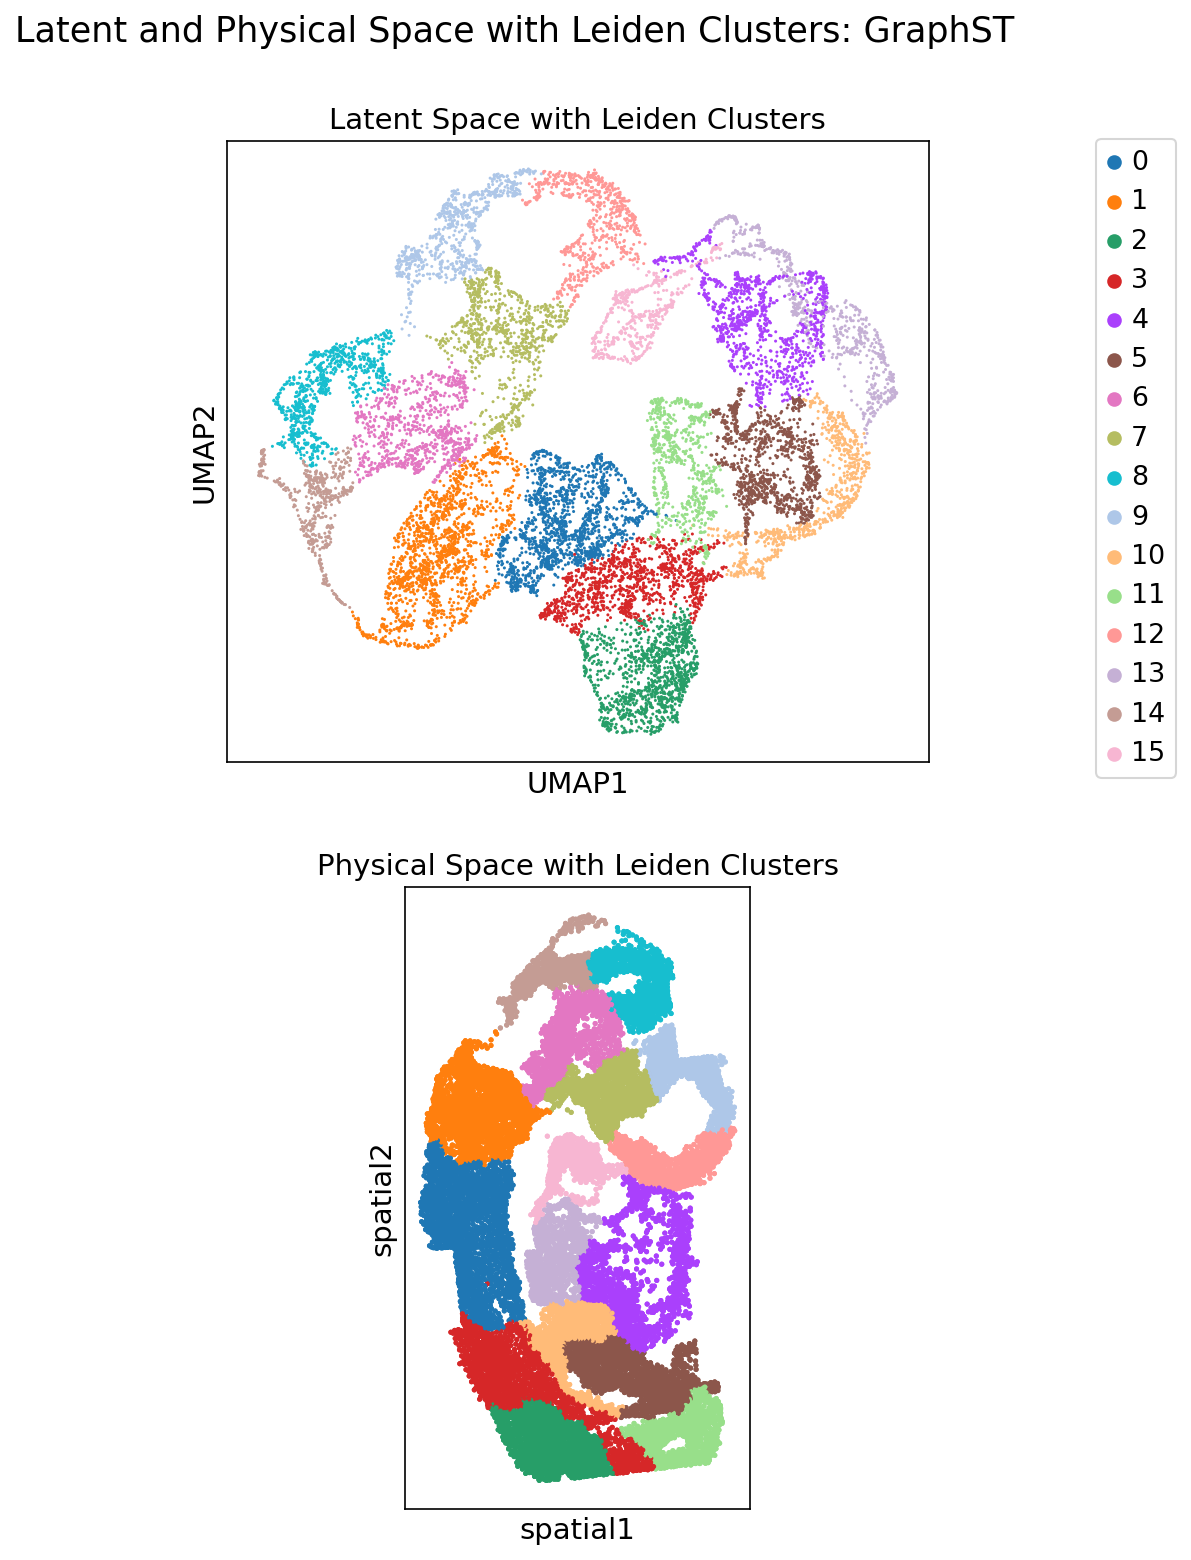 Latent and Physical Space with Leiden Clusters: GraphST
Latent Space with Leiden Clusters
UMAP2
UMAP1
0
1
2
3
4
5
6
7
8
9
10
11
12
13
14
15
Physical Space with Leiden Clusters
spatial2
spatial1